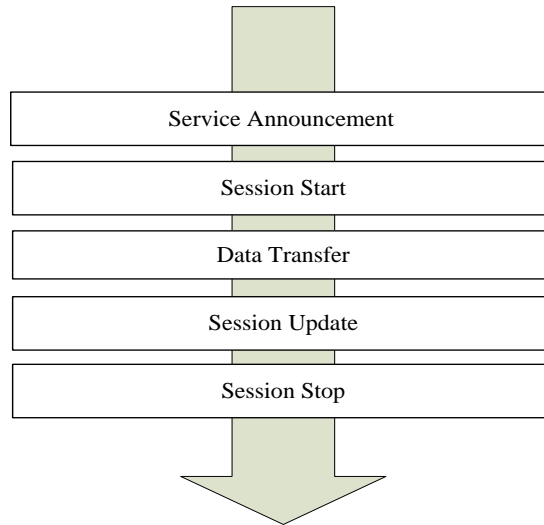 Service Announcement
Session Start
Data Transfer
Session Update
Session Stop